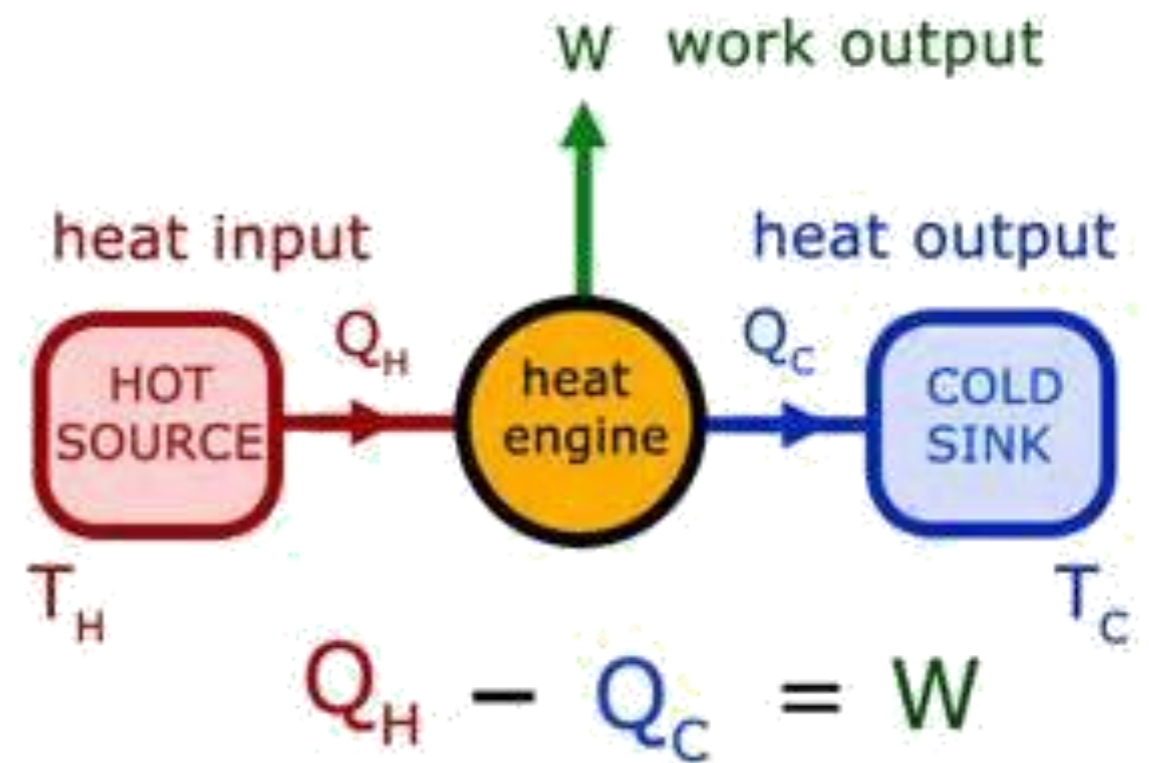 W work output
heat input
heat output
Q_H
Q_C
HOT
SOURCE
heat
engine
COLD
SINK
T_H
T_C
Q_H − Q_C = W